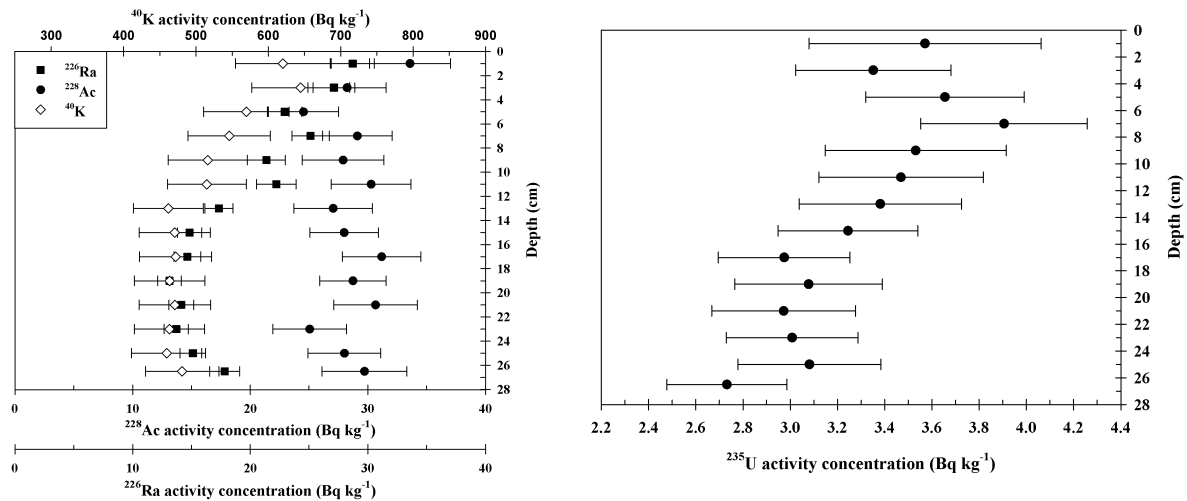 ⁴⁰K activity concentration (Bq kg⁻¹)
300 400 500 600 700 800 900
²²⁶Ra
²²⁸Ac
⁴⁰K
0
2
4
6
8
10
12
14
16
18
20
22
24
26
28
Depth (cm)
0 10 20 30 40
²²⁸Ac activity concentration (Bq kg⁻¹)
0 10 20 30 40
²²⁶Ra activity concentration (Bq kg⁻¹)
0
2
4
6
8
10
12
14
16
18
20
22
24
26
28
Depth (cm)
2.2 2.4 2.6 2.8 3.0 3.2 3.4 3.6 3.8 4.0 4.2 4.4
²³⁵U activity concentration (Bq kg⁻¹)